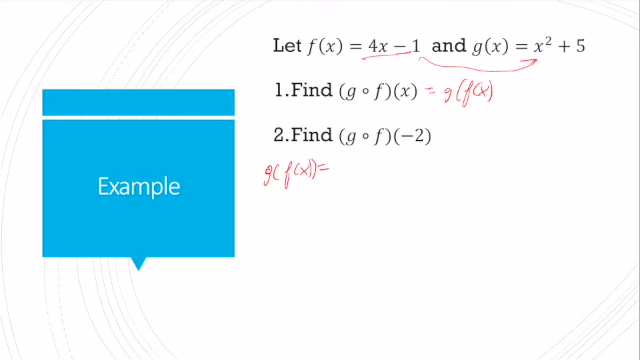 Let f(x) = 4x − 1 and g(x) = x² + 5
1.Find (g ∘ f)(x) = g(f(x)
2.Find (g ∘ f)(−2)
g(f(x))=
Example